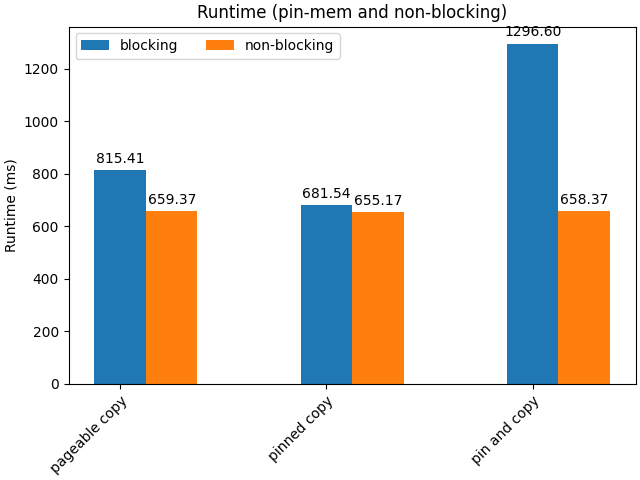 Runtime (pin-mem and non-blocking)
blocking non-blocking
1296.60
815.41
659.37
681.54
655.17
658.37
Runtime (ms)
1200
1000
800
600
400
200
0
pageable copy
pinned copy
pin and copy